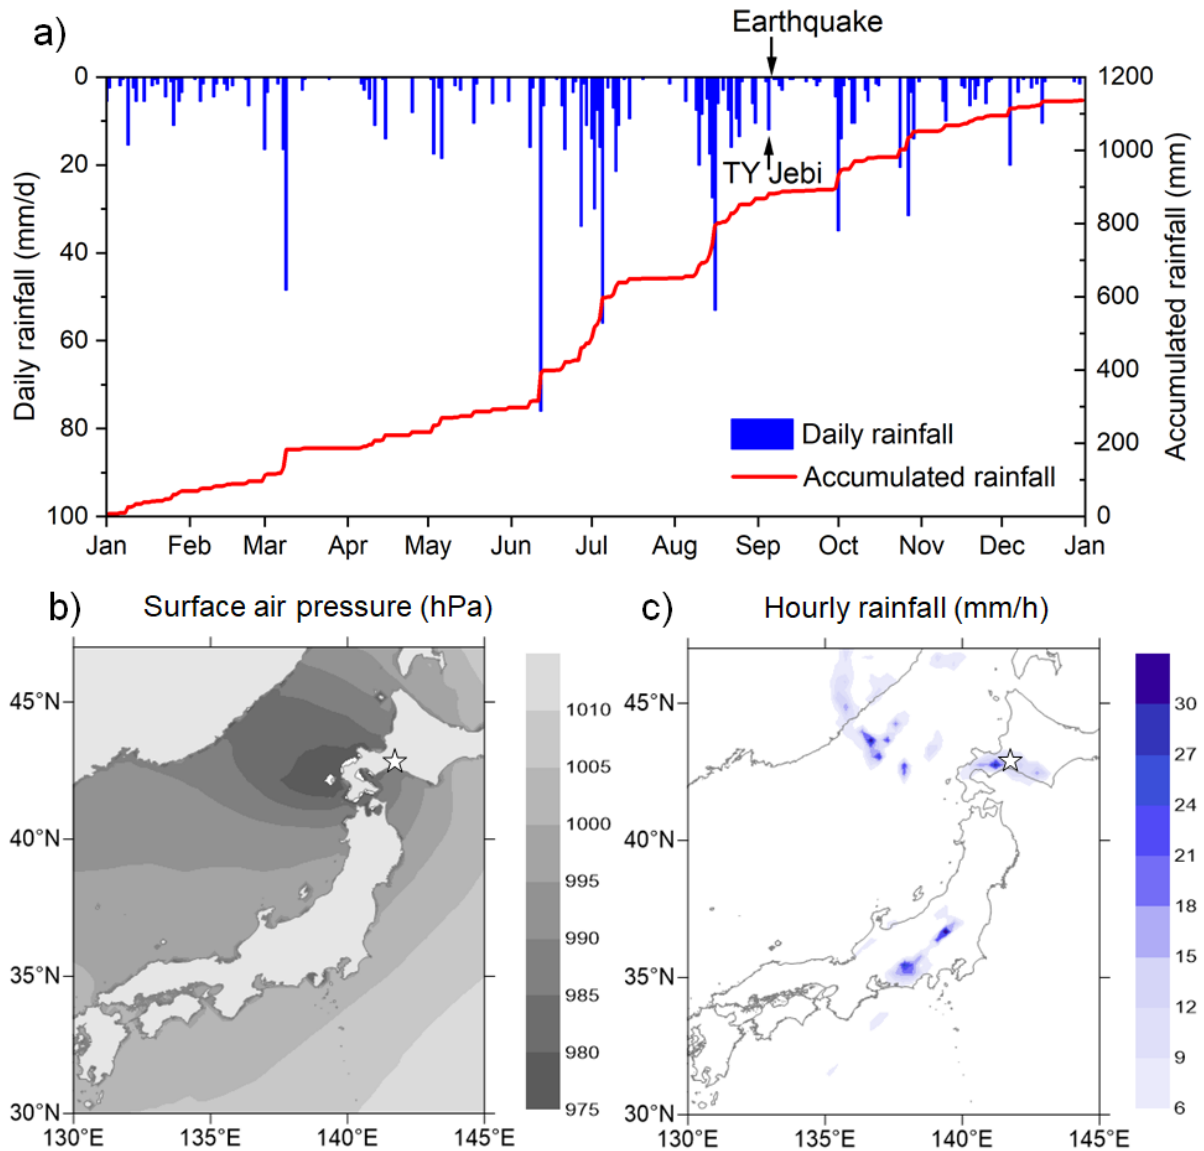 a)
Earthquake
TY Jebi
Daily rainfall (mm/d)
0
20
40
60
80
100
Accumulated rainfall (mm)
1200
1000
800
600
400
200
0
Daily rainfall
Accumulated rainfall
Jan Feb Mar Apr May Jun Jul Aug Sep Oct Nov Dec Jan
b)
Surface air pressure (hPa)
45°N
40°N
35°N
30°N
130°E 135°E 140°E 145°E
1010
1005
1000
995
990
985
980
975
c)
Hourly rainfall (mm/h)
45°N
40°N
35°N
30°N
130°E 135°E 140°E 145°E
30
27
24
21
18
15
12
9
6